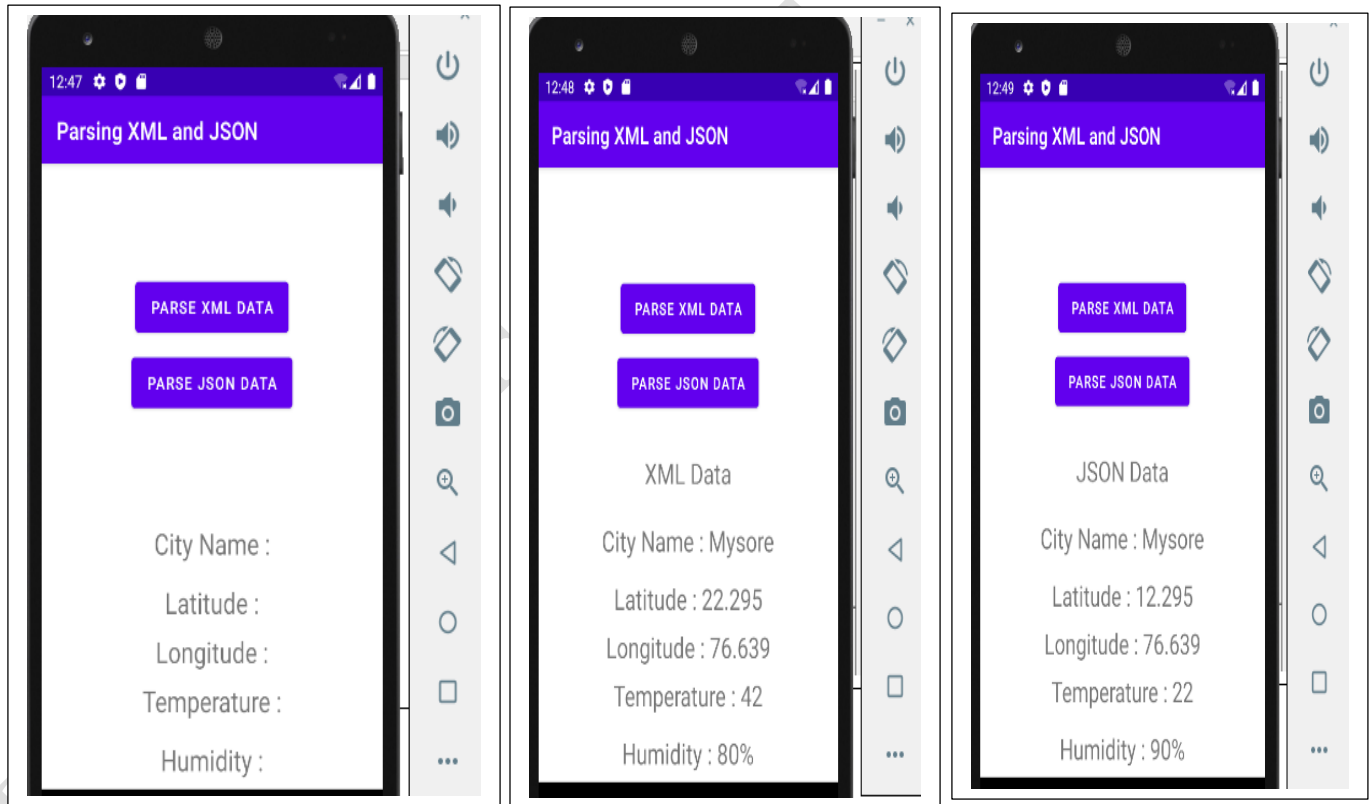 12:47
Parsing XML and JSON
PARSE XML DATA
PARSE JSON DATA
City Name :
Latitude :
Longitude :
Temperature :
Humidity :
12:48
Parsing XML and JSON
PARSE XML DATA
PARSE JSON DATA
XML Data
City Name : Mysore
Latitude : 22.295
Longitude : 76.639
Temperature : 42
Humidity : 80%
12:49
Parsing XML and JSON
PARSE XML DATA
PARSE JSON DATA
JSON Data
City Name : Mysore
Latitude : 12.295
Longitude : 76.639
Temperature : 22
Humidity : 90%